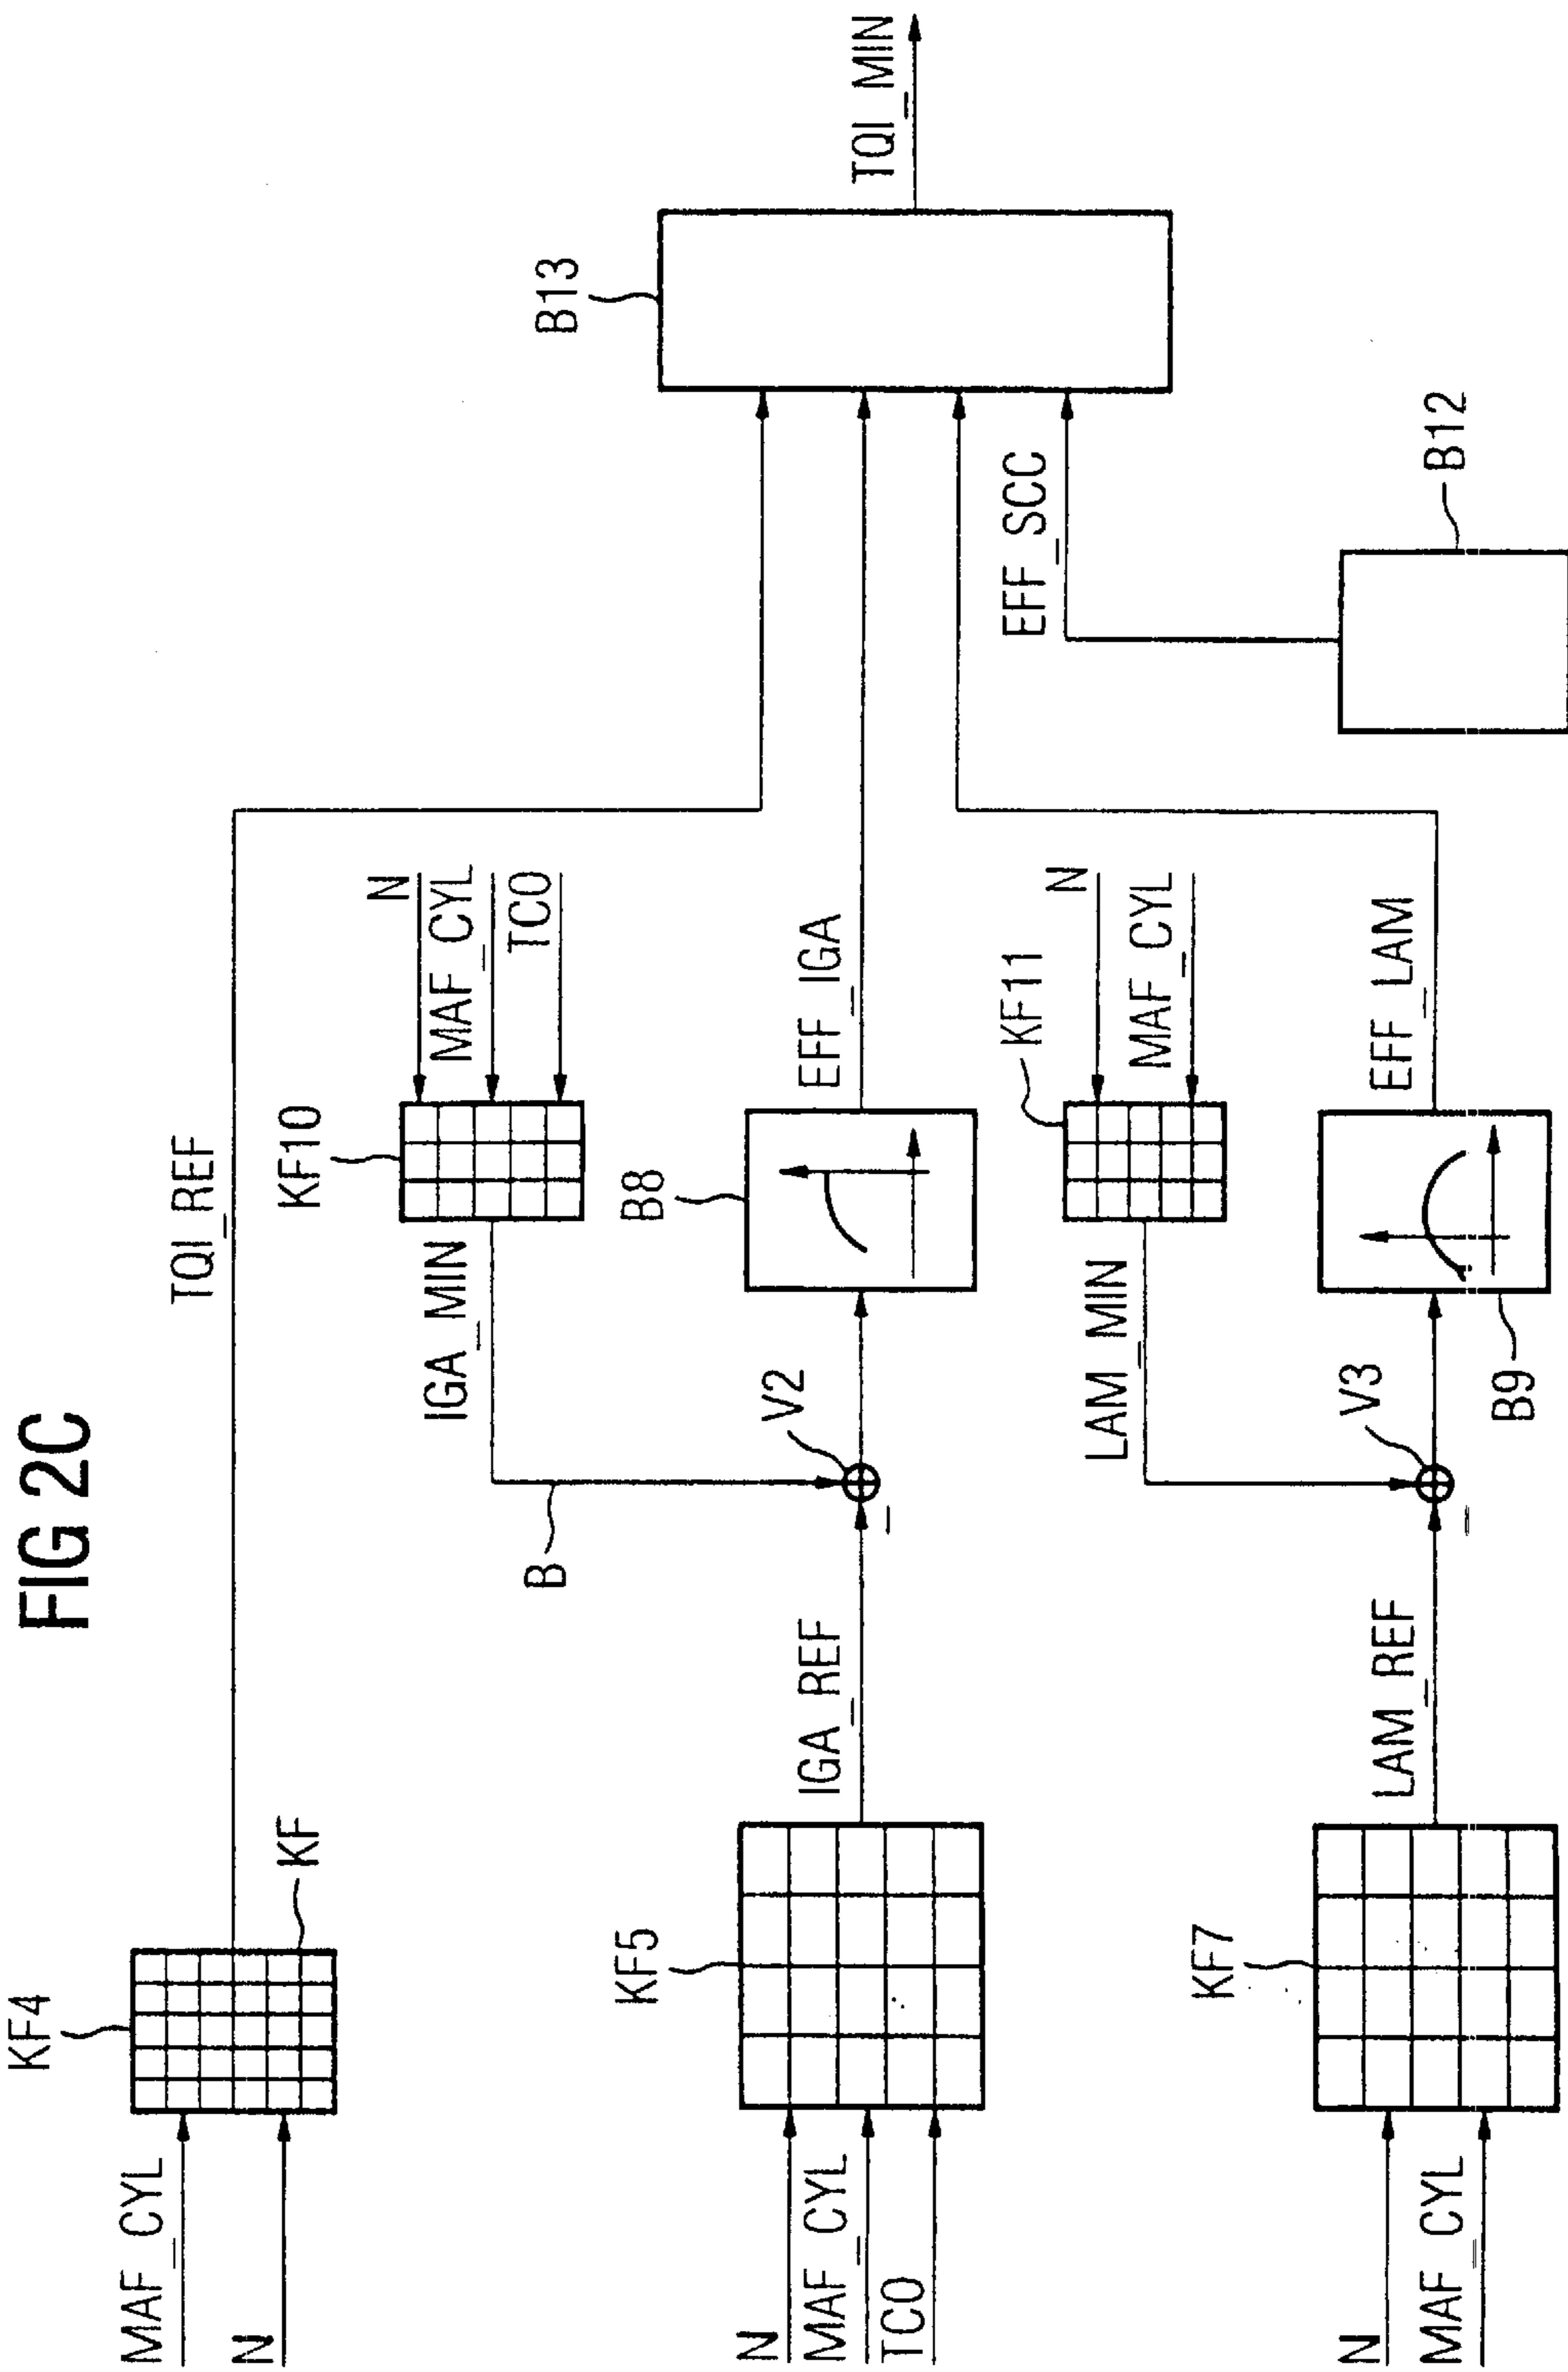 FIG 2C
KF4
MAF_CYL
N
KF
TQI_REF
KF10
N
MAF_CYL
TCO
IGA_MIN
B
KF5
N
MAF_CYL
TCO
IGA_REF
V2
B8
EFF_IGA
B13
TQI_MIN
KF11
N
MAF_CYL
LAM_MIN
KF7
N
MAF_CYL
LAM_REF
V3
B9
EFF_LAM
EFF_SCC
B12